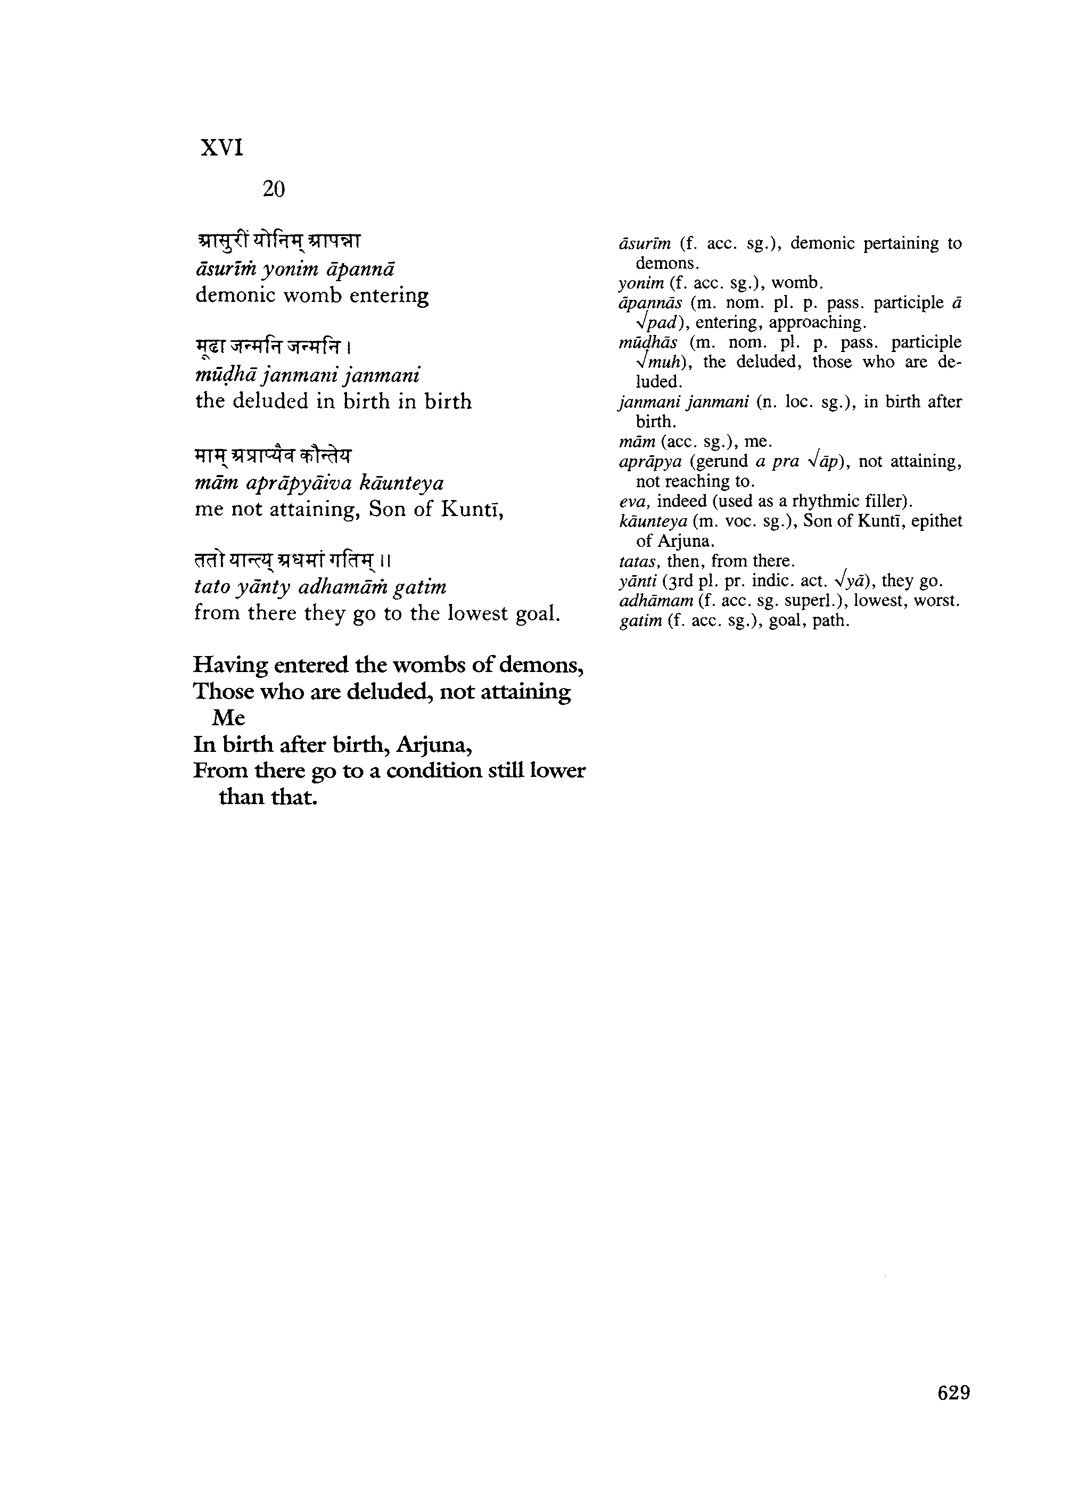 XVI
20
आसुरीं योनिम् आपन्ना
āsurīṁ yonim āpannā
demonic womb entering
मूढा जन्मनि जन्मनि ।
mūḍhā janmani janmani
the deluded in birth in birth
माम् अप्राप्यैव कौन्तेय
mām aprāpyāiva kāunteya
me not attaining, Son of Kuntī,
ततो यान्त्य् अधमां गतिम् ॥
tato yānty adhamāṁ gatim
from there they go to the lowest goal.
Having entered the wombs of demons,
Those who are deluded, not attaining
Me
In birth after birth, Arjuna,
From there go to a condition still lower
than that.
āsurīm (f. acc. sg.), demonic pertaining to
demons.
yonim (f. acc. sg.), womb.
āpannās (m. nom. pl. p. pass. participle ā
√pad), entering, approaching.
mūḍhās (m. nom. pl. p. pass. participle
√muh), the deluded, those who are de-
luded.
janmani janmani (n. loc. sg.), in birth after
birth.
mām (acc. sg.), me.
aprāpya (gerund a pra √āp), not attaining,
not reaching to.
eva, indeed (used as a rhythmic filler).
kāunteya (m. voc. sg.), Son of Kuntī, epithet
of Arjuna.
tatas, then, from there.
yānti (3rd pl. pr. indic. act. √yā), they go.
adhāmam (f. acc. sg. superl.), lowest, worst.
gatim (f. acc. sg.), goal, path.
629